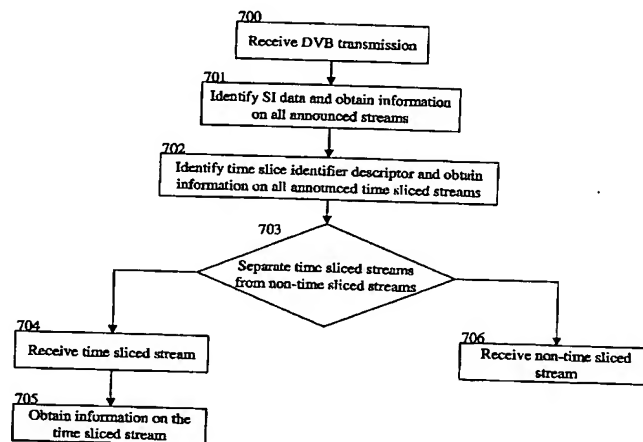 700
Receive DVB transmission
701
Identify SI data and obtain information
on all announced streams
702
Identify time slice identifier descriptor and obtain
information on all announced time sliced streams
703
Separate time sliced streams
from non-time sliced streams
704
Receive time sliced stream
706
Receive non-time sliced
stream
705
Obtain information on the
time sliced stream